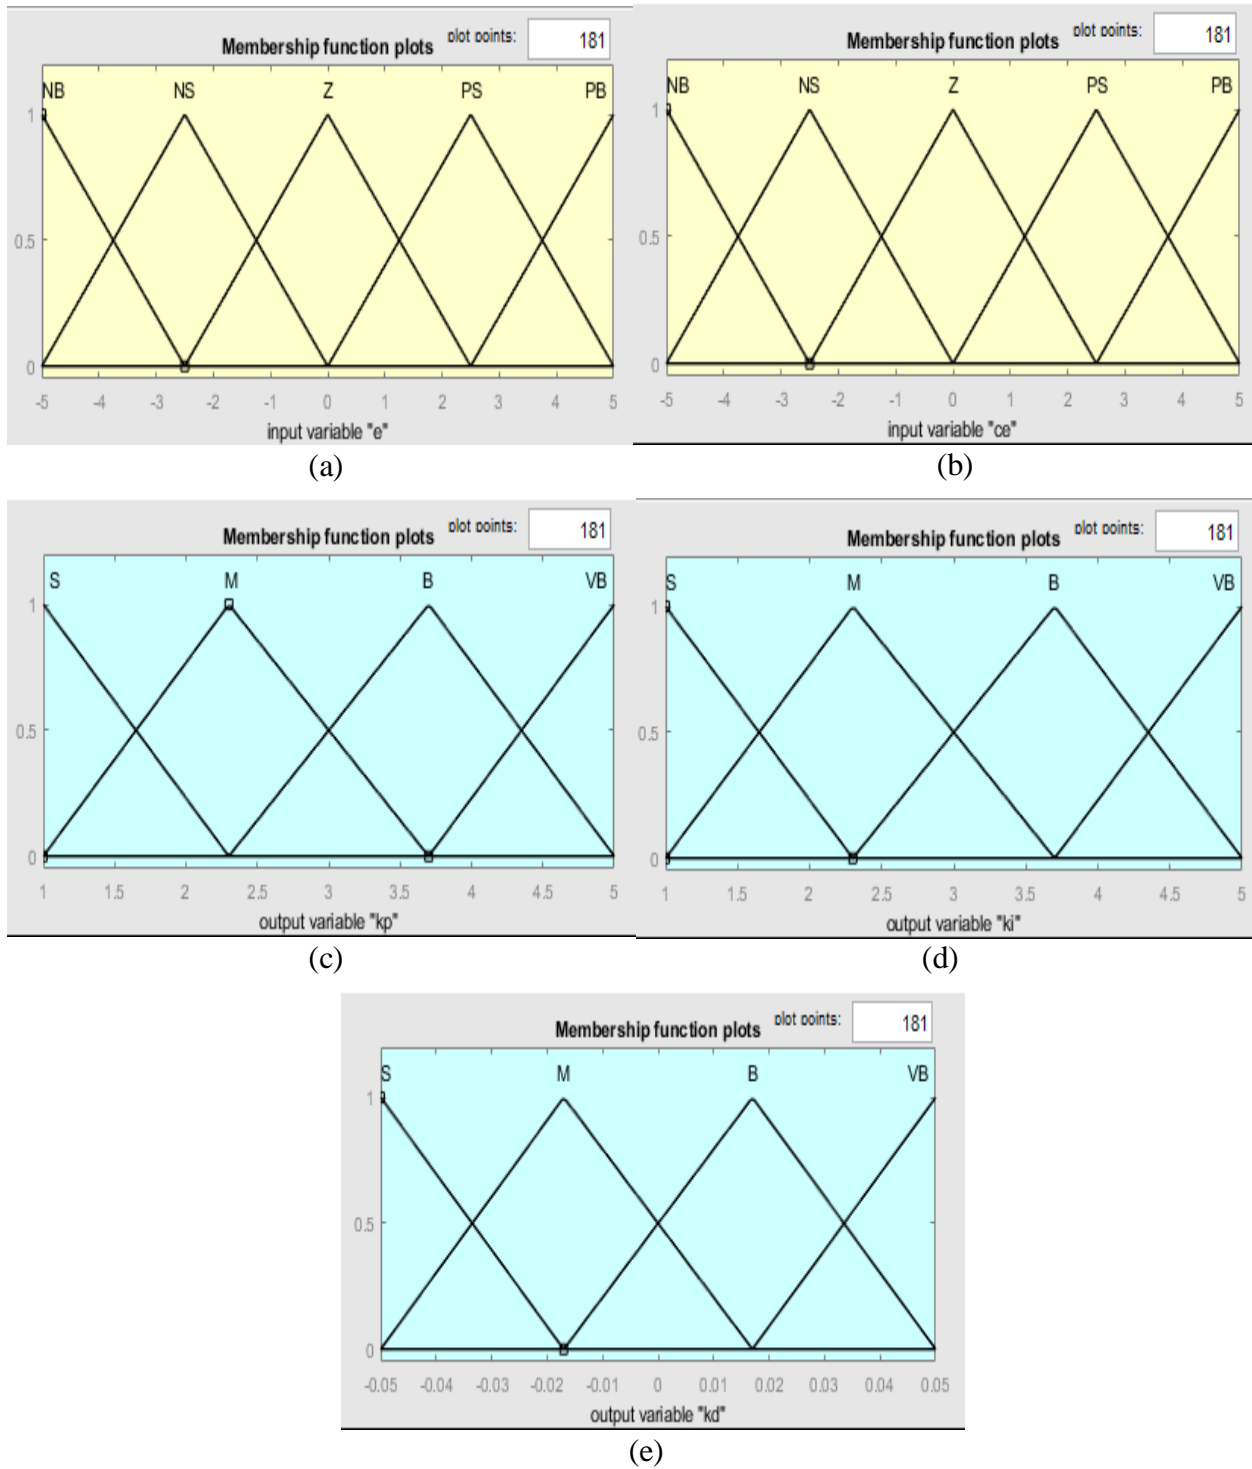 Membership function plots plot points: 181
NB NS Z PS PB
1
0.5
0
-5 -4 -3 -2 -1 0 1 2 3 4 5
input variable "e"
(a)
Membership function plots plot points: 181
NB NS Z PS PB
1
0.5
0
-5 -4 -3 -2 -1 0 1 2 3 4 5
input variable "ce"
(b)
Membership function plots plot points: 181
S M B VB
1
0.5
0
1 1.5 2 2.5 3 3.5 4 4.5 5
output variable "kp"
(c)
Membership function plots plot points: 181
S M B VB
1
0.5
0
1 1.5 2 2.5 3 3.5 4 4.5 5
output variable "ki"
(d)
Membership function plots plot points: 181
S M B VB
1
0.5
0
-0.05 -0.04 -0.03 -0.02 -0.01 0 0.01 0.02 0.03 0.04 0.05
output variable "kd"
(e)